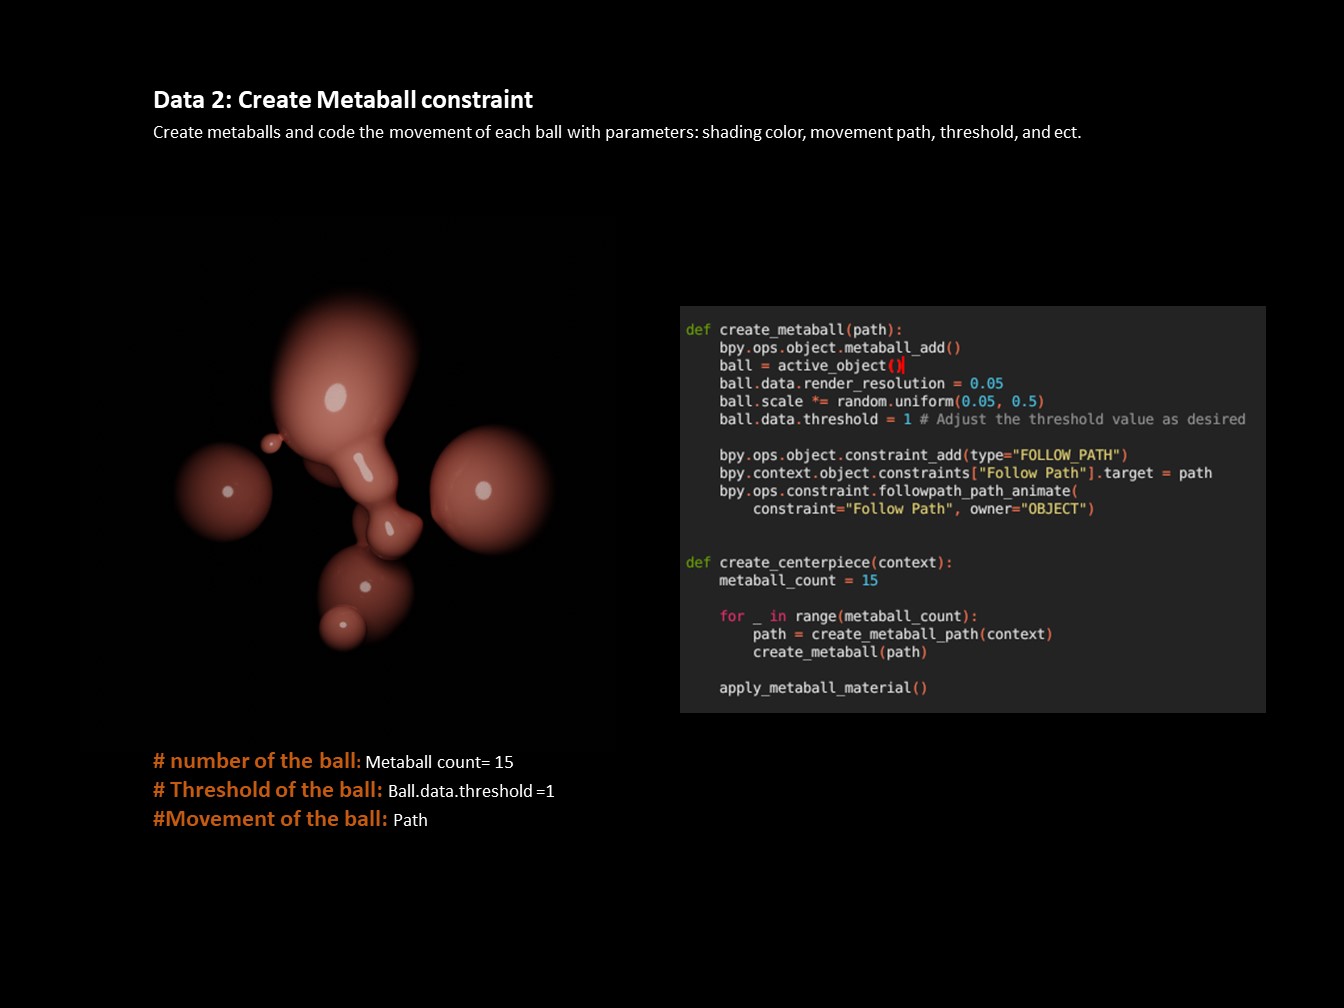 Data 2: Create Metaball constraint
Create metaballs and code the movement of each ball with parameters: shading color, movement path, threshold, and ect.
def create_metaball(path):
    bpy.ops.object.metaball_add()
    ball = active_object()
    ball.data.render_resolution = 0.05
    ball.scale *= random.uniform(0.05, 0.5)
    ball.data.threshold = 1 # Adjust the threshold value as desired
    bpy.ops.object.constraint_add(type="FOLLOW_PATH")
    bpy.context.object.constraints["Follow Path"].target = path
    bpy.ops.constraint.followpath_path_animate(
        constraint="Follow Path", owner="OBJECT")
def create_centerpiece(context):
    metaball_count = 15
    for _ in range(metaball_count):
        path = create_metaball_path(context)
        create_metaball(path)
    apply_metaball_material()
# number of the ball: Metaball count= 15
# Threshold of the ball: Ball.data.threshold =1
#Movement of the ball: Path